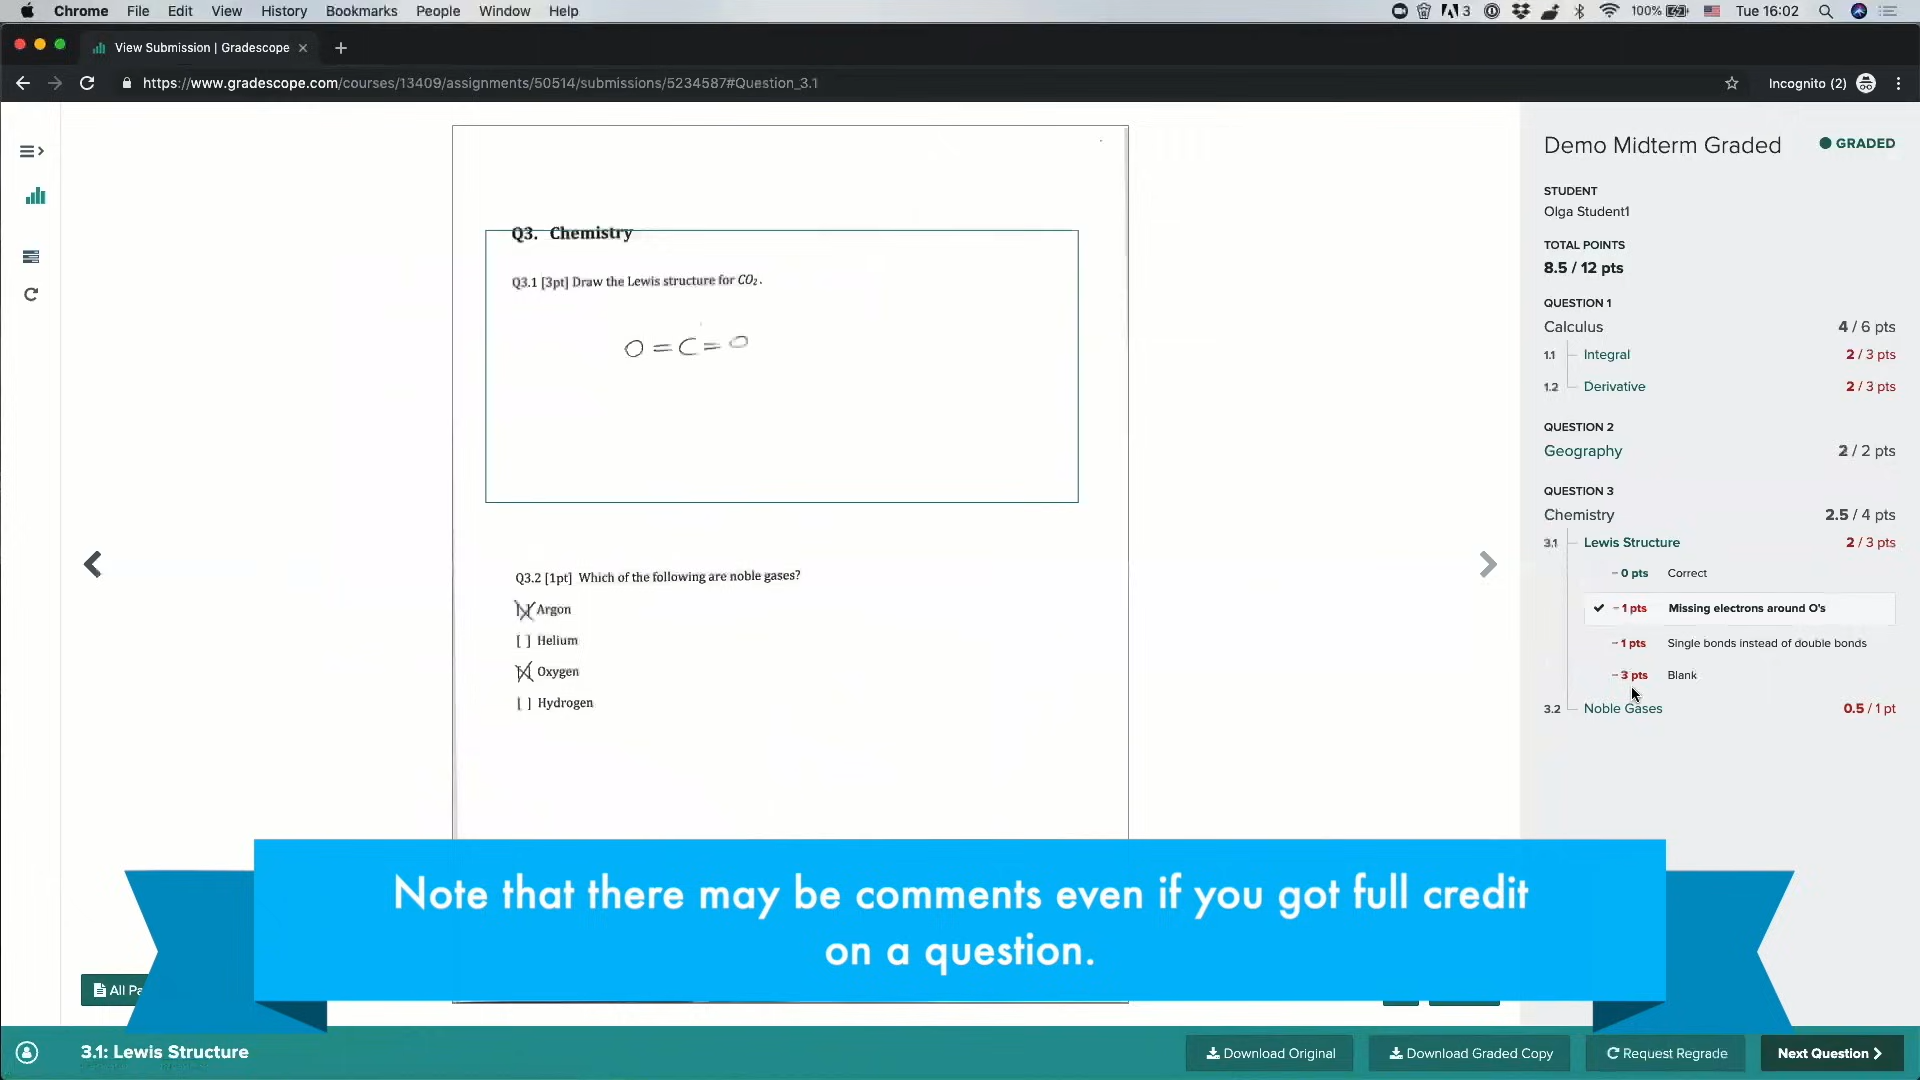 Chrome File Edit View History Bookmarks People Window Help 3 100% Tue 16:02
View Submission | Gradescope
https://www.gradescope.com/courses/13409/assignments/50514/submissions/5234587#Question_3.1 Incognito (2)
Q3. Chemistry
Q3.1 [3pt] Draw the Lewis structure for CO₂.
O = C = O
Q3.2 [1pt] Which of the following are noble gases?
[X] Argon
[ ] Helium
[X] Oxygen
[ ] Hydrogen
Demo Midterm Graded GRADED
STUDENT
Olga Student1
TOTAL POINTS
8.5 / 12 pts
QUESTION 1
Calculus 4 / 6 pts
1.1 Integral 2 / 3 pts
1.2 Derivative 2 / 3 pts
QUESTION 2
Geography 2 / 2 pts
QUESTION 3
Chemistry 2.5 / 4 pts
3.1 Lewis Structure 2 / 3 pts
– 0 pts Correct
✓ – 1 pts Missing electrons around O's
– 1 pts Single bonds instead of double bonds
– 3 pts Blank
3.2 Noble Gases 0.5 / 1 pt
Note that there may be comments even if you got full credit
on a question.
All Pa
3.1: Lewis Structure Download Original Download Graded Copy Request Regrade Next Question